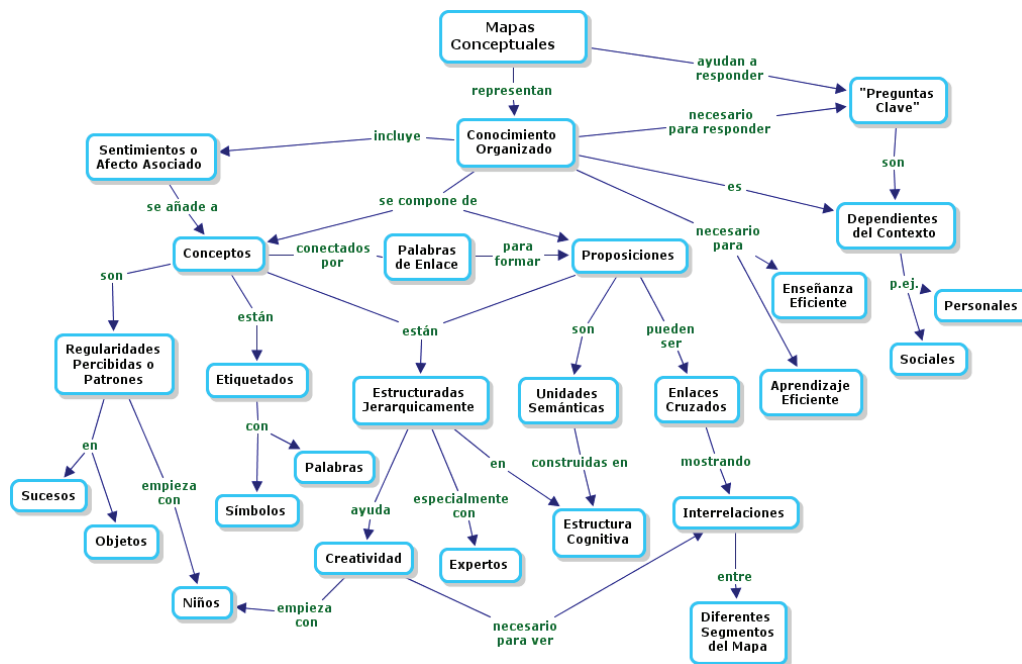 Mapas
Conceptuales
ayudan a
responder
representan
"Preguntas
Clave"
necesario
para responder
Conocimiento
Organizado
incluye
Sentimientos o
Afecto Asociado
son
es
se compone de
se añade a
Dependientes
del Contexto
necesario
para
Conceptos
conectados
por
Palabras
de Enlace
para
formar
Proposiciones
Enseñanza
Eficiente
p.ej.
Personales
son
están
están
son
pueden
ser
Sociales
Regularidades
Percibidas o
Patrones
Etiquetados
Estructuradas
Jerarquicamente
Unidades
Semánticas
Enlaces
Cruzados
Aprendizaje
Eficiente
con
en
Palabras
en
construidas en
mostrando
empieza
con
Sucesos
Símbolos
ayuda
especialmente
con
Interrelaciones
Objetos
Estructura
Cognitiva
Creatividad
Expertos
entre
Niños
empieza
con
necesario
para ver
Diferentes
Segmentos
del Mapa